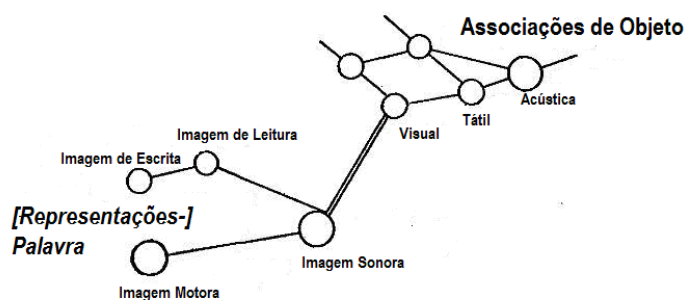 Associações de Objeto
Acústica
Tátil
Visual
Imagem de Leitura
Imagem de Escrita
[Representações-]
Palavra
Imagem Sonora
Imagem Motora